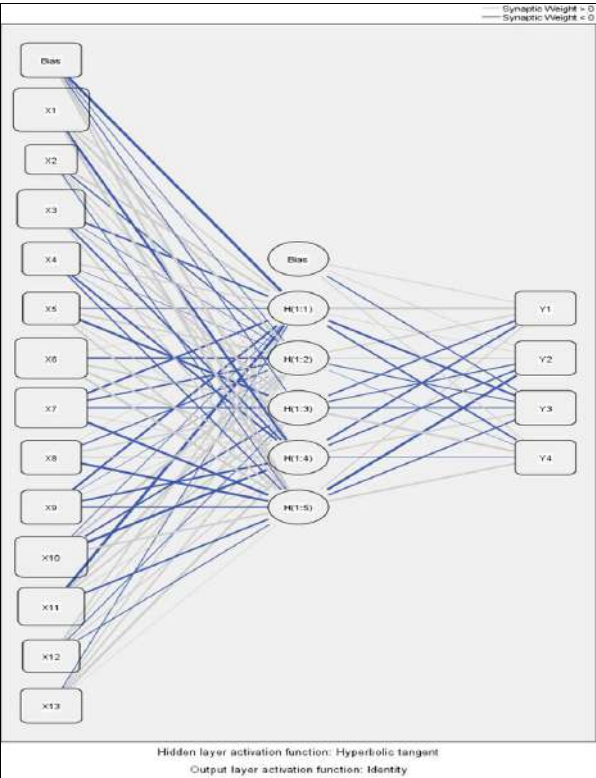 Synaptic Weight > 0
Synaptic Weight < 0
Bias
X1
X2
X3
X4
X5
X6
X7
X8
X9
X10
X11
X12
X13
Bias
H(1:1)
H(1:2)
H(1:3)
H(1:4)
H(1:5)
Y1
Y2
Y3
Y4
Hidden layer activation function: Hyperbolic tangent
Output layer activation function: Identity